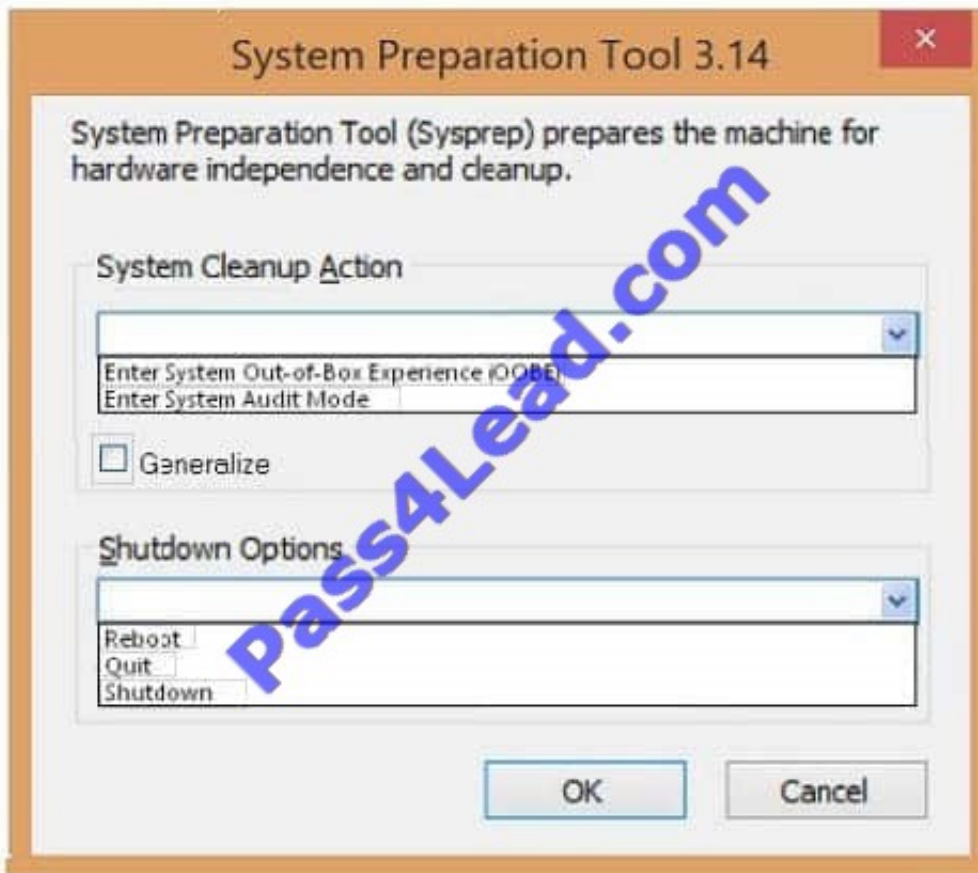 System Preparation Tool 3.14
System Preparation Tool (Sysprep) prepares the machine for
hardware independence and cleanup.
System Cleanup Action
Enter System Out-of-Box Experience (OOBE)
Enter System Audit Mode
Generalize
Shutdown Options
Reboot
Quit
Shutdown
OK
Cancel
Pass4Lead.com